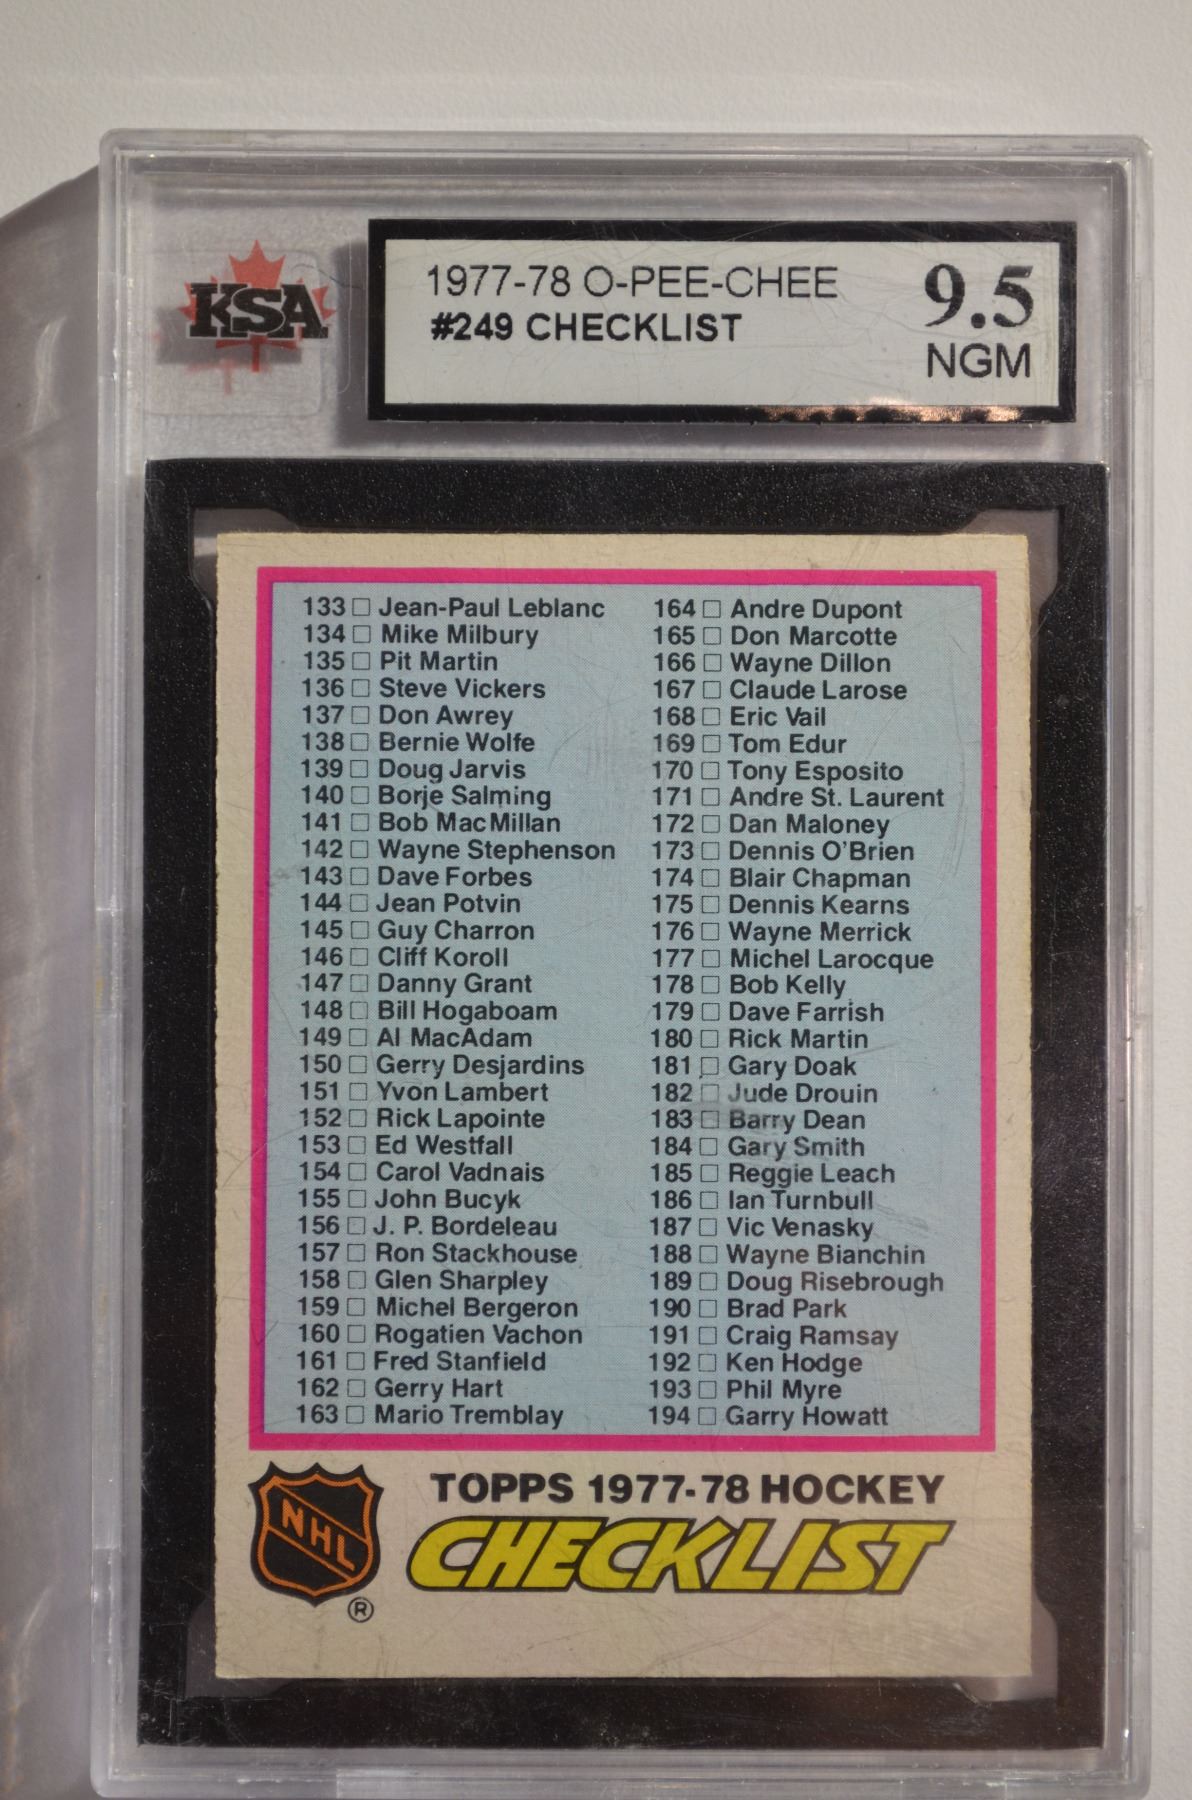 KSA
1977-78 O-PEE-CHEE
#249 CHECKLIST
9.5
NGM
133 □ Jean-Paul Leblanc
134 □ Mike Milbury
135 □ Pit Martin
136 □ Steve Vickers
137 □ Don Awrey
138 □ Bernie Wolfe
139 □ Doug Jarvis
140 □ Borje Salming
141 □ Bob MacMillan
142 □ Wayne Stephenson
143 □ Dave Forbes
144 □ Jean Potvin
145 □ Guy Charron
146 □ Cliff Koroll
147 □ Danny Grant
148 □ Bill Hogaboam
149 □ Al MacAdam
150 □ Gerry Desjardins
151 □ Yvon Lambert
152 □ Rick Lapointe
153 □ Ed Westfall
154 □ Carol Vadnais
155 □ John Bucyk
156 □ J. P. Bordeleau
157 □ Ron Stackhouse
158 □ Glen Sharpley
159 □ Michel Bergeron
160 □ Rogatien Vachon
161 □ Fred Stanfield
162 □ Gerry Hart
163 □ Mario Tremblay
164 □ Andre Dupont
165 □ Don Marcotte
166 □ Wayne Dillon
167 □ Claude Larose
168 □ Eric Vail
169 □ Tom Edur
170 □ Tony Esposito
171 □ Andre St. Laurent
172 □ Dan Maloney
173 □ Dennis O'Brien
174 □ Blair Chapman
175 □ Dennis Kearns
176 □ Wayne Merrick
177 □ Michel Larocque
178 □ Bob Kelly
179 □ Dave Farrish
180 □ Rick Martin
181 □ Gary Doak
182 □ Jude Drouin
183 □ Barry Dean
184 □ Gary Smith
185 □ Reggie Leach
186 □ Ian Turnbull
187 □ Vic Venasky
188 □ Wayne Bianchin
189 □ Doug Risebrough
190 □ Brad Park
191 □ Craig Ramsay
192 □ Ken Hodge
193 □ Phil Myre
194 □ Garry Howatt
NHL
®
TOPPS 1977-78 HOCKEY
CHECKLIST